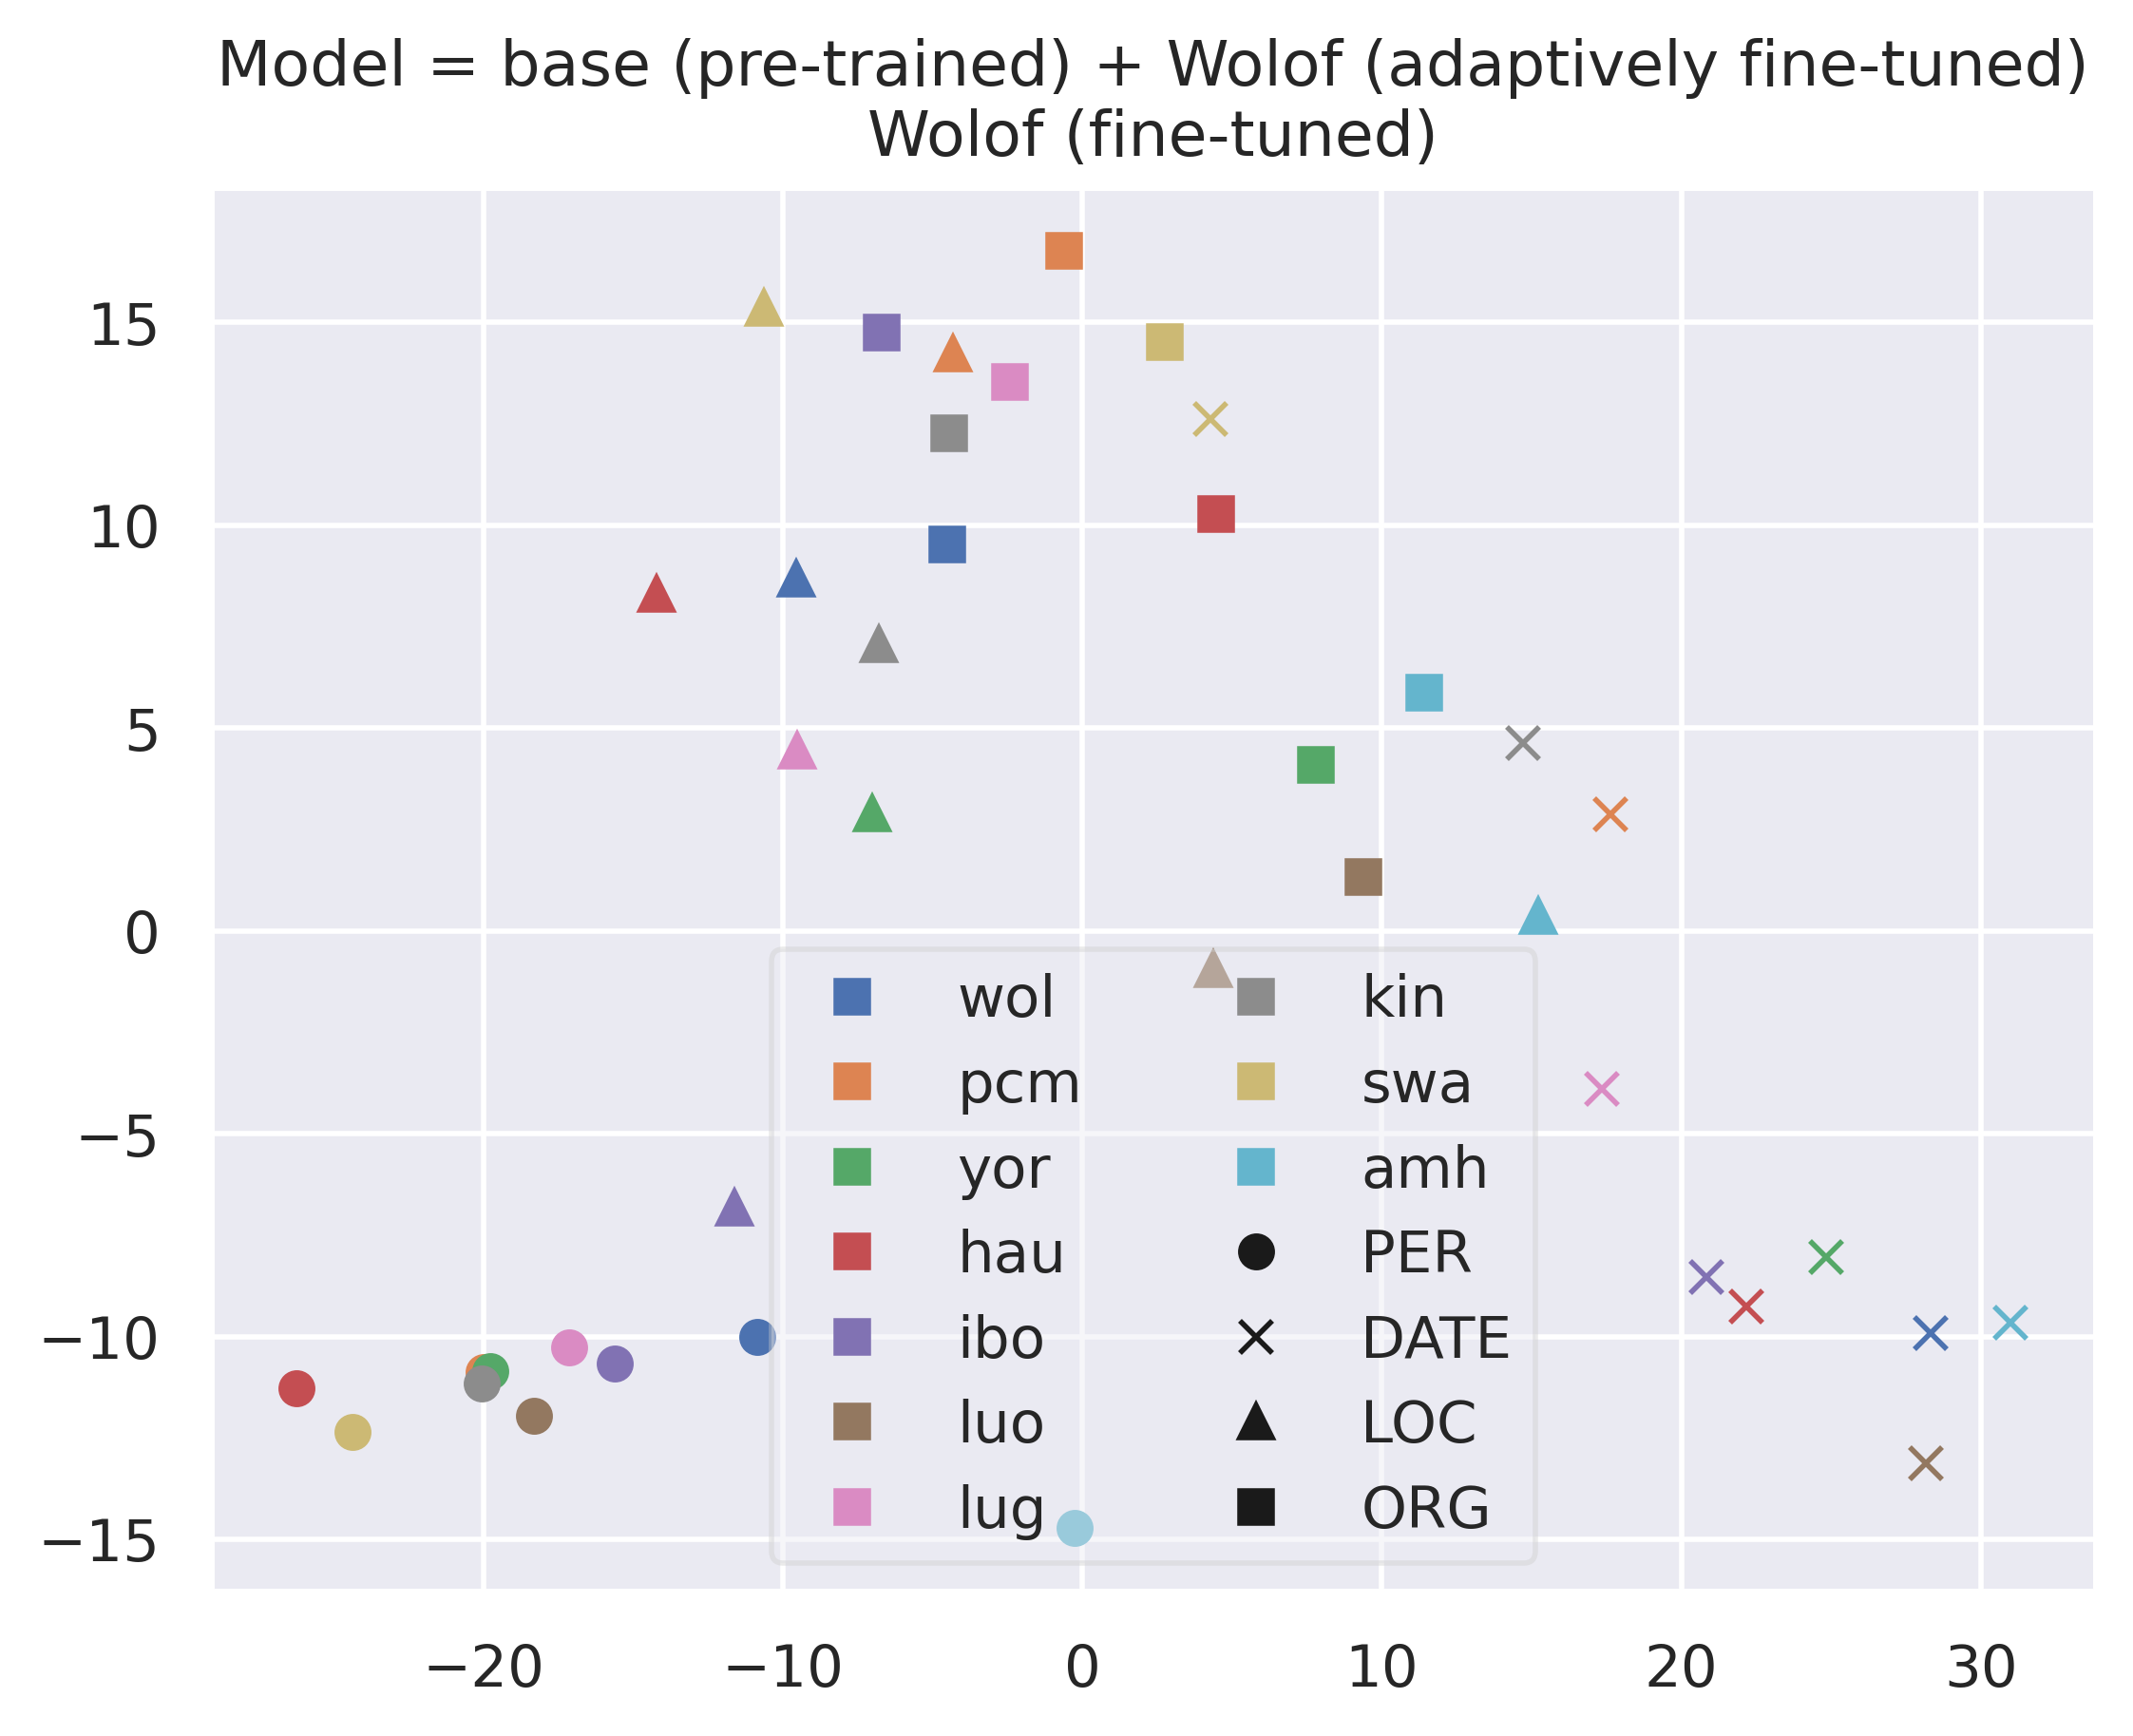 Model = base (pre-trained) + Wolof (adaptively fine-tuned)
Wolof (fine-tuned)
15
10
5
0
−5
−10
−15
wol
pcm
yor
hau
ibo
luo
lug
kin
swa
amh
PER
DATE
LOC
ORG
−20 −10 0 10 20 30